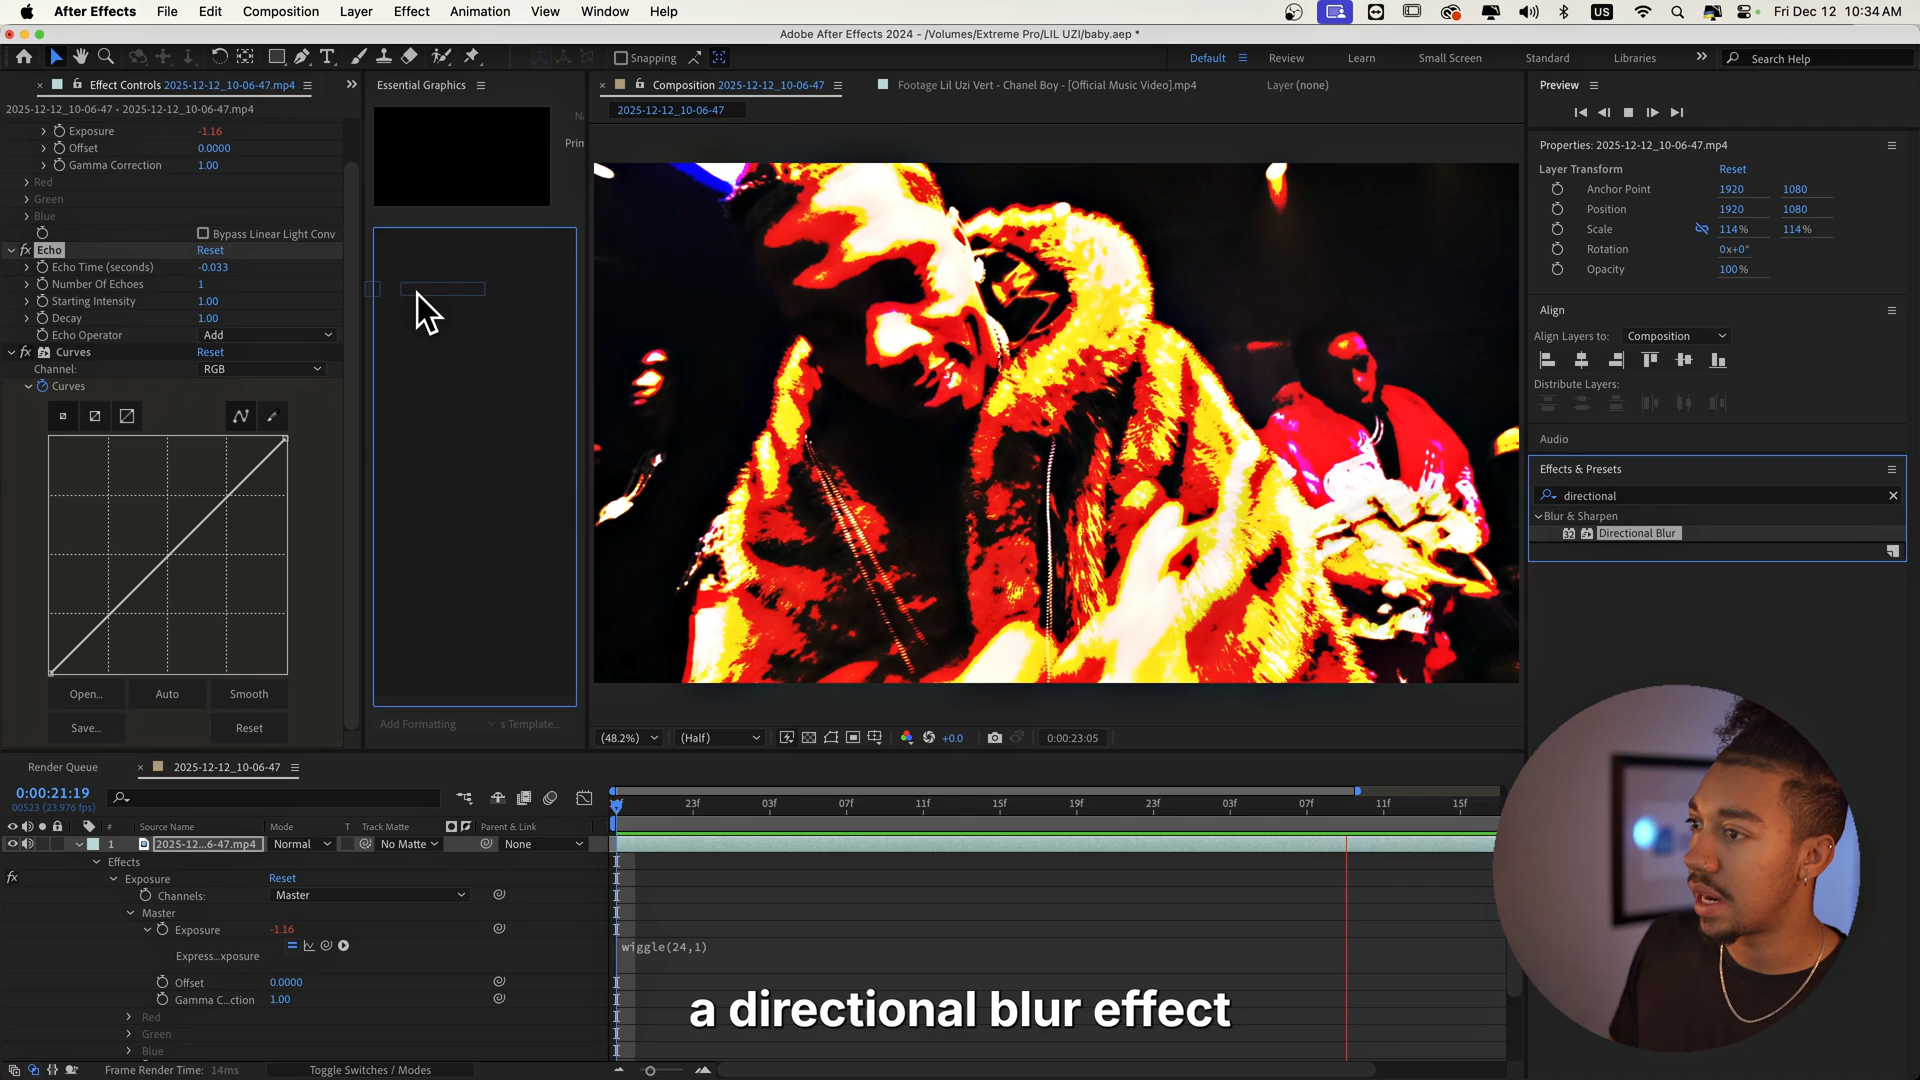 After Effects File Edit Composition Layer Effect Animation View Window Help US Fri Dec 12 10:34 AM
Adobe After Effects 2024 - /Volumes/Extreme Pro/LIL UZI/baby.aep *
Snapping Default Review Learn Small Screen Standard Libraries Search Help
Effect Controls 2025-12-12_10-06-47.mp4 Essential Graphics Composition 2025-12-12_10-06-47 Footage Lil Uzi Vert - Chanel Boy - [Official Music Video].mp4 Layer (none) Preview
2025-12-12_10-06-47 • 2025-12-12_10-06-47.mp4
2025-12-12_10-06-47
Exposure -1.16
Offset 0.0000
Gamma Correction 1.00
Red
Green
Blue
Bypass Linear Light Conv
fx Echo Reset
Echo Time (seconds) -0.033
Number Of Echoes 1
Starting Intensity 1.00
Decay 1.00
Echo Operator Add
fx Curves Reset
Channel: RGB
Curves
Open... Auto Smooth
Save... Reset
Prim
Add Formatting s Template...
(48.2%) (Half) +0.0 0:00:23:05
Properties: 2025-12-12_10-06-47.mp4
Layer Transform Reset
Anchor Point 1920 1080
Position 1920 1080
Scale 114% 114%
Rotation 0x+0°
Opacity 100%
Align
Align Layers to: Composition
Distribute Layers:
Audio
Effects & Presets
directional
Blur & Sharpen
32 Directional Blur
Render Queue 2025-12-12_10-06-47
0:00:21:19
00523 (23.976 fps)
23f 03f 07f 11f 15f 19f 23f 03f 07f 11f 15f
# Source Name Mode T Track Matte Parent & Link
1 [2025-12...6-47.mp4] Normal No Matte None
Effects
fx Exposure Reset
Channels: Master
Master
Exposure -1.16
Express...xposure
wiggle(24,1)
Offset 0.0000
Gamma C...ction 1.00
Red
Green
Blue
a directional blur effect
Frame Render Time: 14ms Toggle Switches / Modes